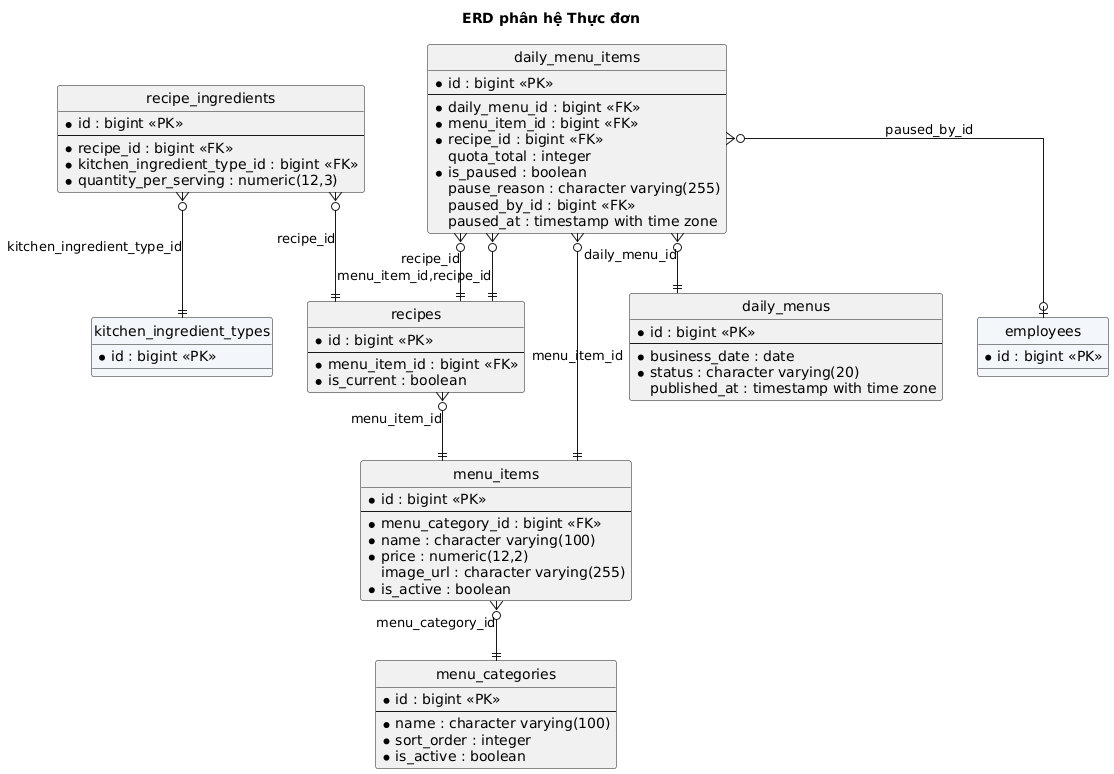 ERD phân hệ Thực đơn
daily_menu_items
id : bigint «PK»
daily_menu_id : bigint «FK»
menu_item_id : bigint «FK»
recipe_id : bigint «FK»
quota_total : integer
is_paused : boolean
pause_reason : character varying(255)
paused_by_id : bigint «FK»
paused_at : timestamp with time zone
recipe_ingredients
id : bigint «PK»
recipe_id : bigint «FK»
kitchen_ingredient_type_id : bigint «FK»
quantity_per_serving : numeric(12,3)
paused_by_id
kitchen_ingredient_type_id
recipe_id
recipe_id
menu_item_id,recipe_id
daily_menu_id
menu_item_id
kitchen_ingredient_types
id : bigint «PK»
recipes
id : bigint «PK»
menu_item_id : bigint «FK»
is_current : boolean
daily_menus
id : bigint «PK»
business_date : date
status : character varying(20)
published_at : timestamp with time zone
employees
id : bigint «PK»
menu_item_id
menu_items
id : bigint «PK»
menu_category_id : bigint «FK»
name : character varying(100)
price : numeric(12,2)
image_url : character varying(255)
is_active : boolean
menu_category_id
menu_categories
id : bigint «PK»
name : character varying(100)
sort_order : integer
is_active : boolean